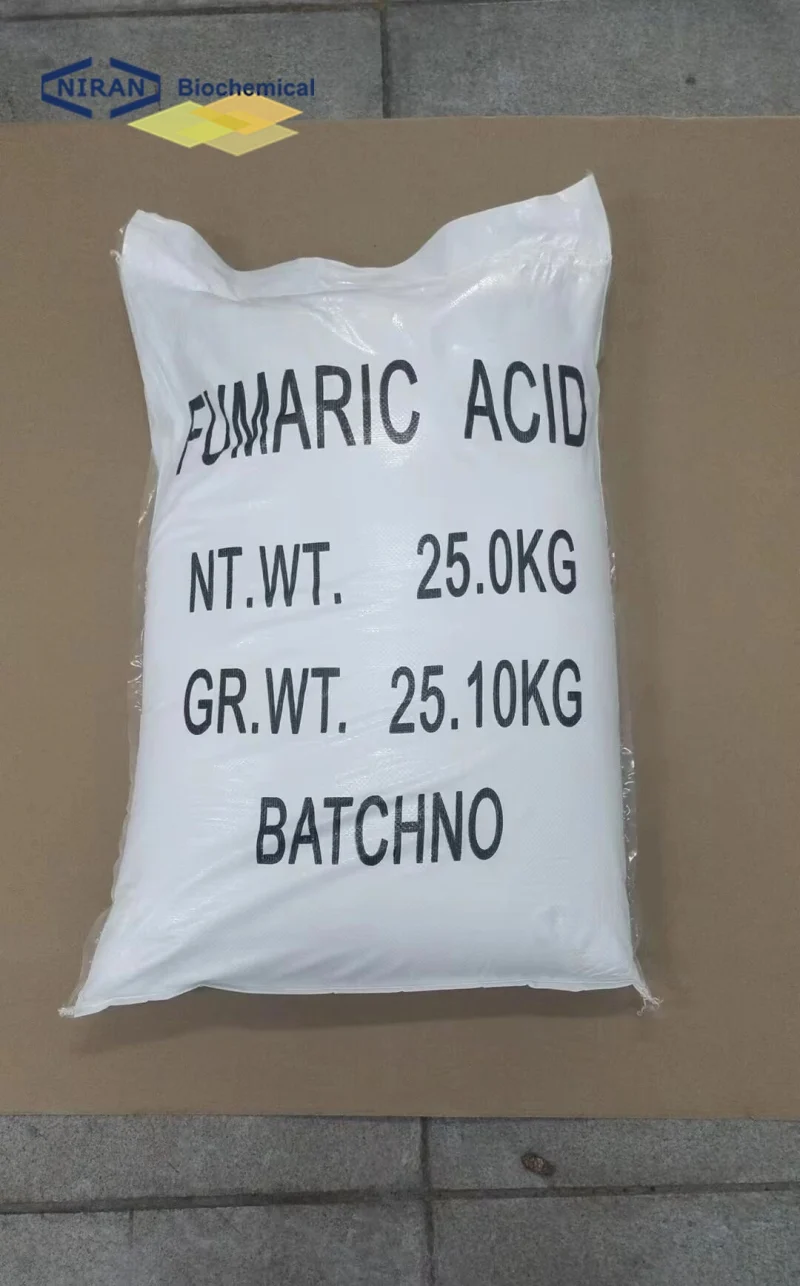 NIRAN Biochemical
FUMARIC ACID
NT.WT. 25.0KG
GR.WT. 25.10KG
BATCHNO